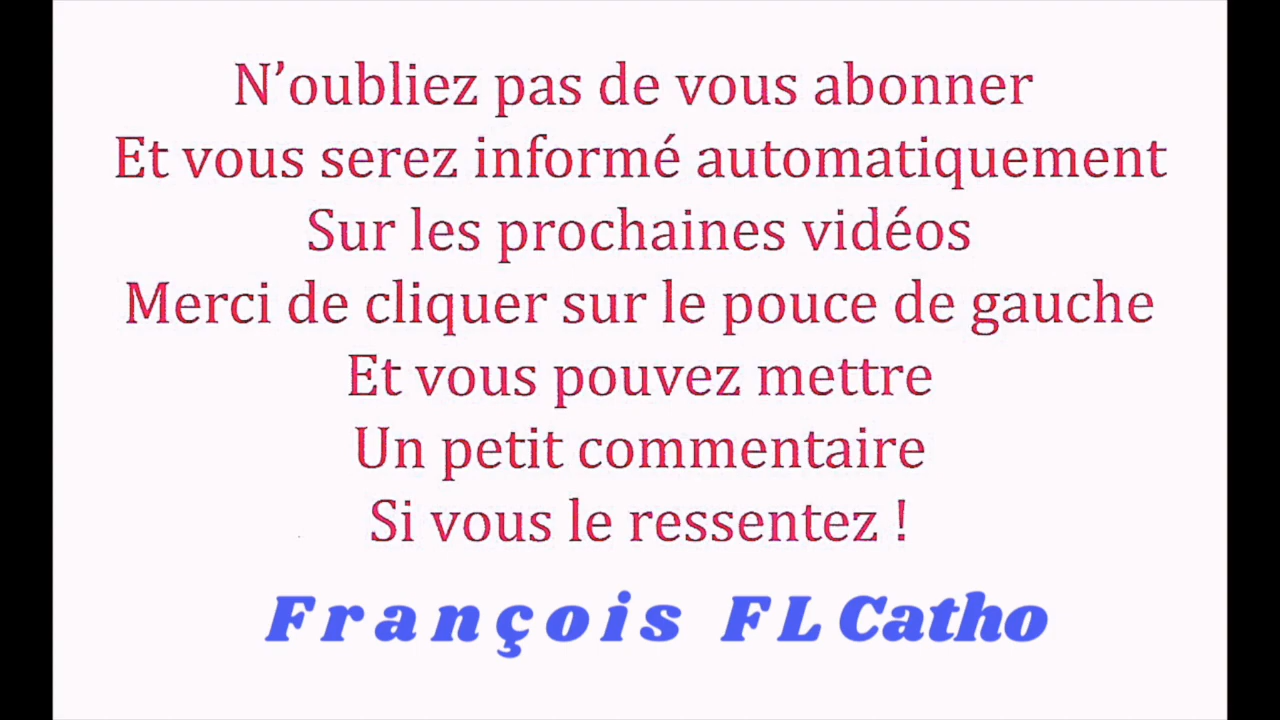 N’oubliez pas de vous abonner
Et vous serez informé automatiquement
Sur les prochaines vidéos
Merci de cliquer sur le pouce de gauche
Et vous pouvez mettre
Un petit commentaire
Si vous le ressentez !
François FLCatho